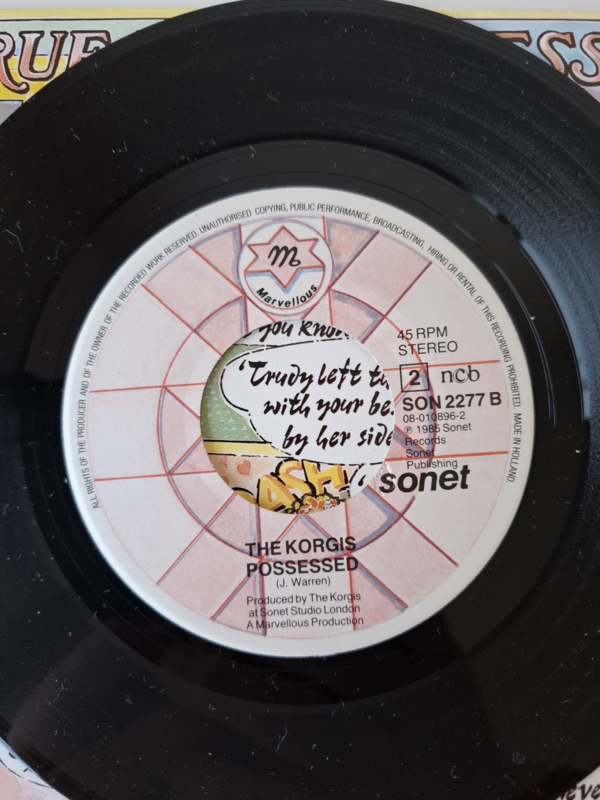 RUE
ESS
ALL RIGHTS OF THE PRODUCER AND OF THE OWNER OF THE RECORDED WORK RESERVED. UNAUTHORISED COPYING, PUBLIC PERFORMANCE, BROADCASTING, HIRING OR RENTAL OF THIS RECORDING PROHIBITED. MADE IN HOLLAND.
m
Marvellous
you know
45 RPM
STEREO
'Trudy left
with your be
by her side
2 ncb
SON 2277 B
08-010896-2
℗ 1985 Sonet
Records
Sonet
Publishing
sonet
ASH
THE KORGIS
POSSESSED
(J. Warren)
Produced by The Korgis
at Sonet Studio London
A Marvellous Production